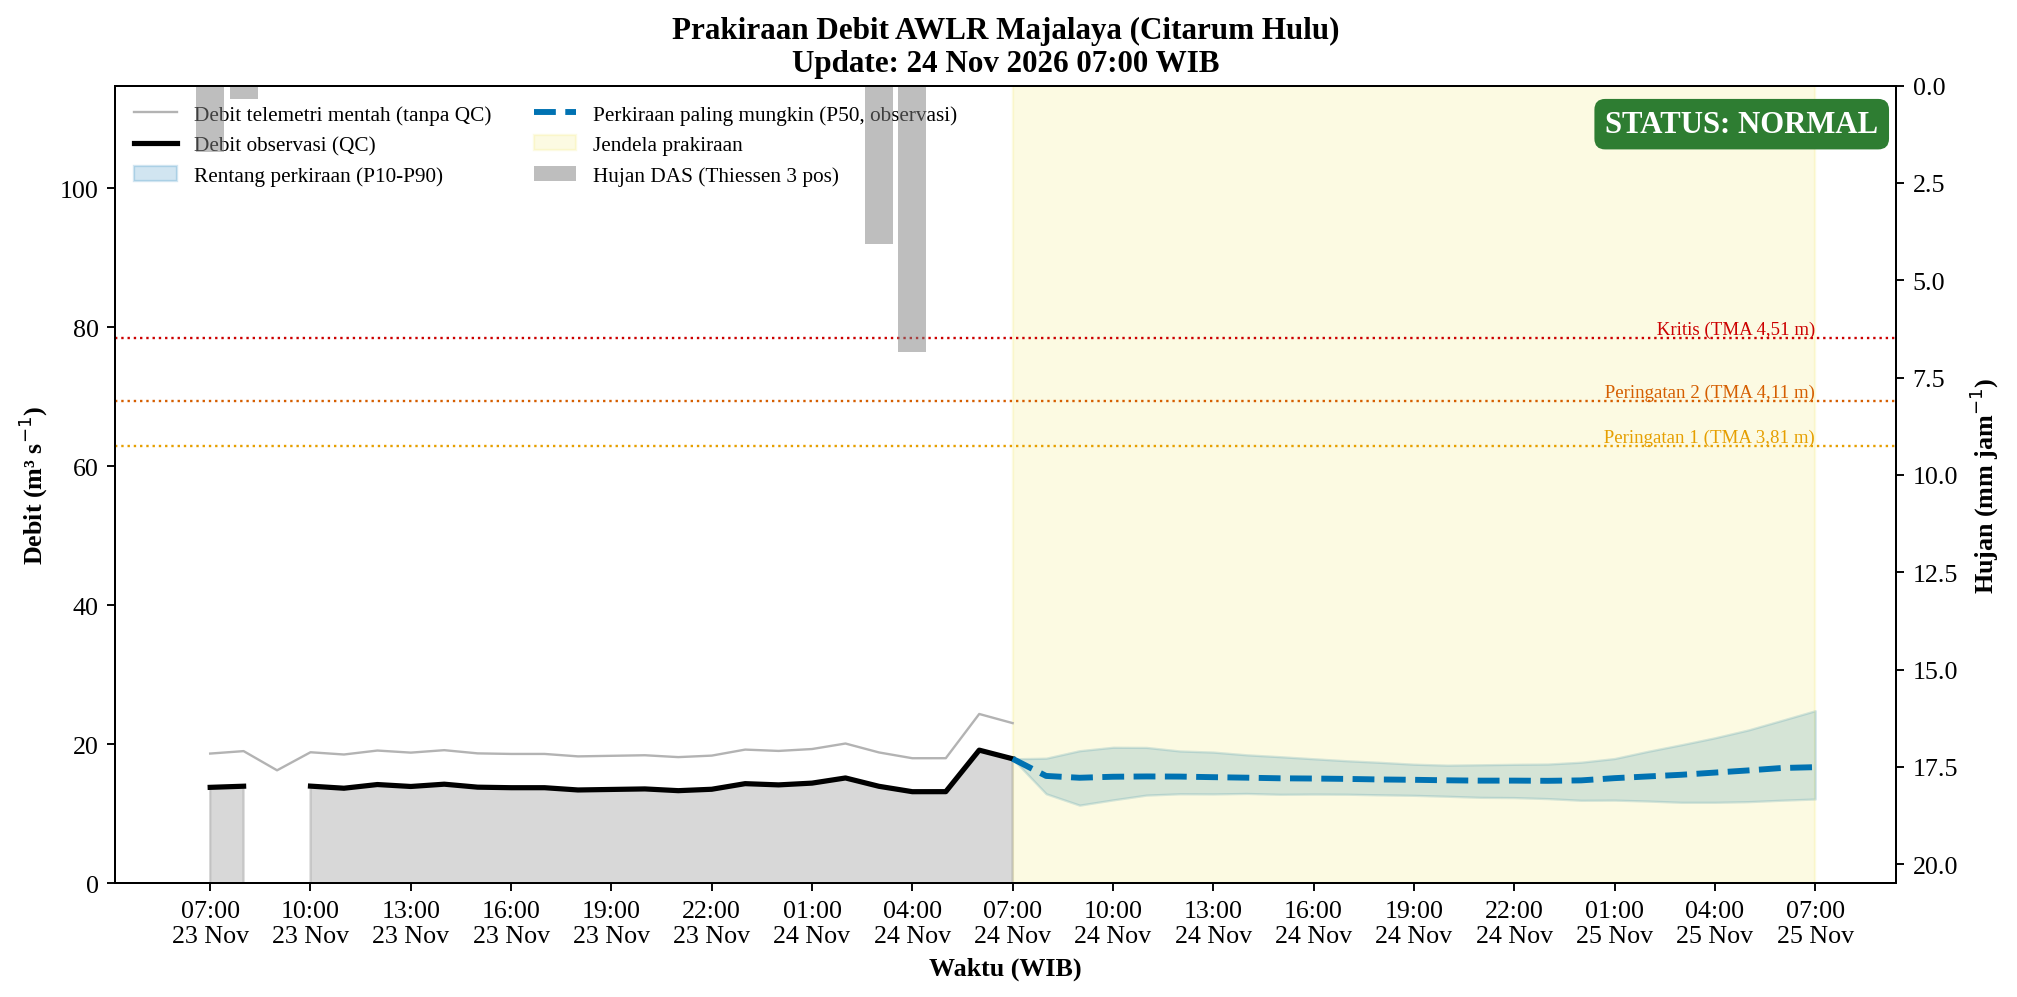 Prakiraan Debit AWLR Majalaya (Citarum Hulu)
Update: 24 Nov 2026 07:00 WIB
Debit telemetri mentah (tanpa QC)
Debit observasi (QC)
Rentang perkiraan (P10-P90)
Perkiraan paling mungkin (P50, observasi)
Jendela prakiraan
Hujan DAS (Thiessen 3 pos)
STATUS: NORMAL
Kritis (TMA 4,51 m)
Peringatan 2 (TMA 4,11 m)
Peringatan 1 (TMA 3,81 m)
Debit (m³ s⁻¹)
100
80
60
40
20
0
0.0
2.5
5.0
7.5
10.0
12.5
15.0
17.5
20.0
Hujan (mm jam⁻¹)
07:00 10:00 13:00 16:00 19:00 22:00 01:00 04:00 07:00 10:00 13:00 16:00 19:00 22:00 01:00 04:00 07:00
23 Nov 23 Nov 23 Nov 23 Nov 23 Nov 23 Nov 24 Nov 24 Nov 24 Nov 24 Nov 24 Nov 24 Nov 24 Nov 24 Nov 25 Nov 25 Nov 25 Nov
Waktu (WIB)